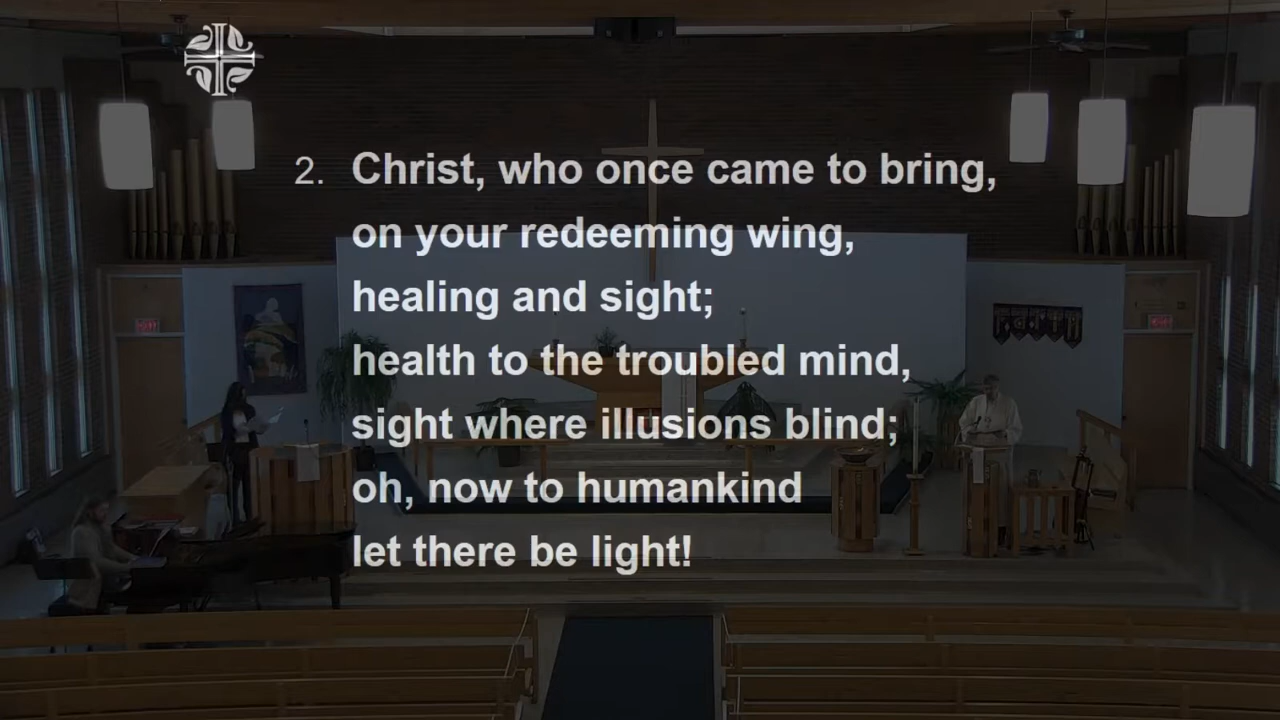 2. Christ, who once came to bring,
on your redeeming wing,
healing and sight;
health to the troubled mind,
sight where illusions blind;
oh, now to humankind
let there be light!